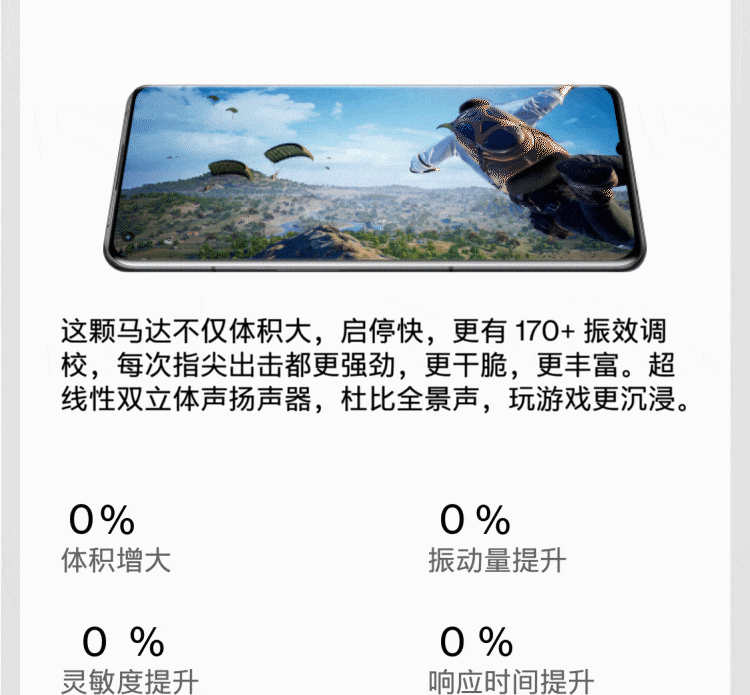 这颗马达不仅体积大，启停快，更有 170+ 振效调
校，每次指尖出击都更强劲，更干脆，更丰富。超
线性双立体声扬声器，杜比全景声，玩游戏更沉浸。
0% 0%
体积增大 振动量提升
0 % 0 %
灵敏度提升 响应时间提升